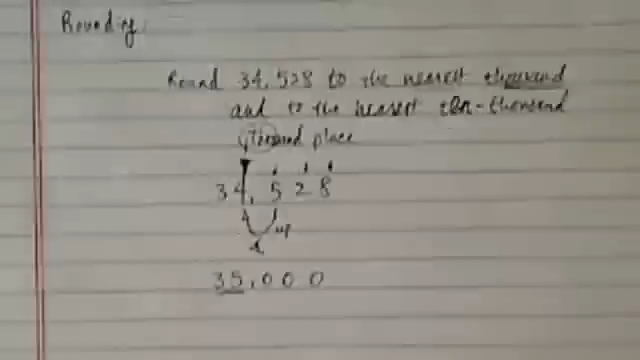 Rounding:
Round 34,528 to the nearest thousand
and to the nearest ten-thousand
Thousand place
34,528
up
35,000